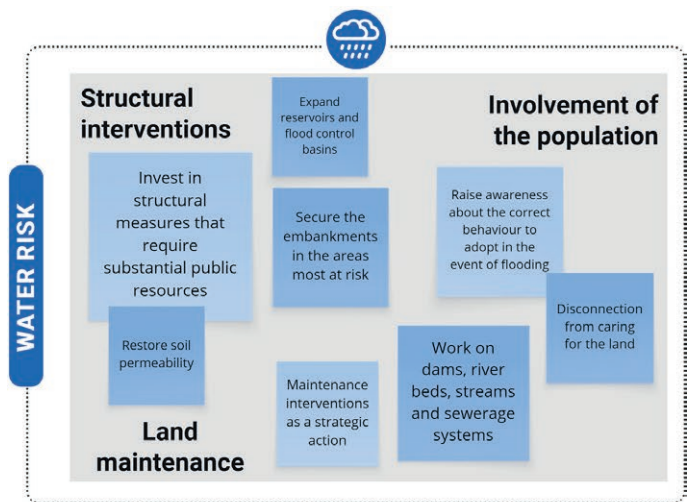 WATER RISK
Structural
interventions
Expand
reservoirs and
flood control
basins
Involvement of
the population
Invest in
structural
measures that
require
substantial public
resources
Secure the
embankments
in the areas
most at risk
Raise awareness
about the correct
behaviour to
adopt in the
event of flooding
Disconnection
from caring
for the land
Restore soil
permeability
Work on
dams, river
beds, streams
and sewerage
systems
Maintenance
interventions
as a strategic
action
Land
maintenance